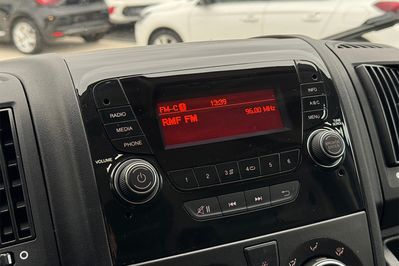 FM-C 13:39
96.00 MHz
RMF FM
RADIO
MEDIA
PHONE
INFO
A-B-C
MENU
VOLUME
1 2 3 4 5 6